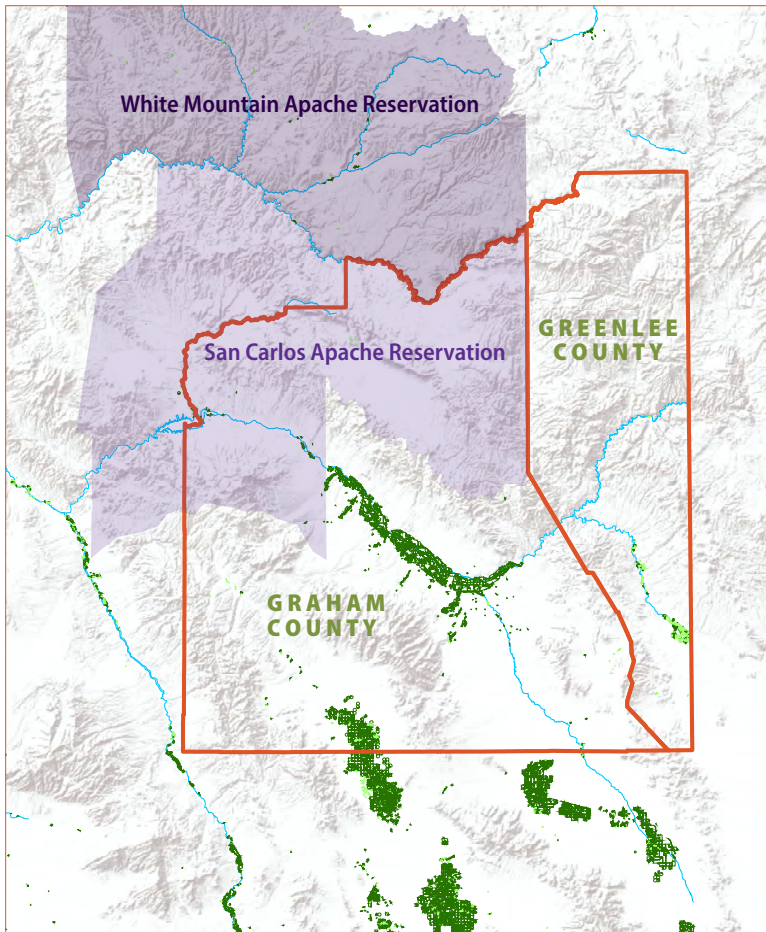 White Mountain Apache Reservation
GREENLEE
COUNTY
San Carlos Apache Reservation
GRAHAM
COUNTY